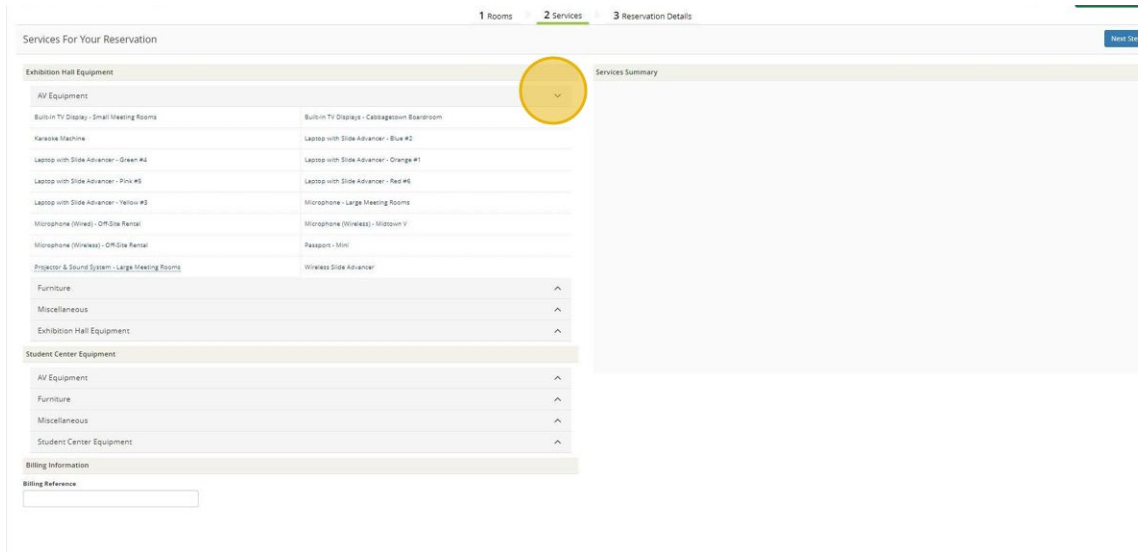 1 Rooms 2 Services 3 Reservation Details
Services For Your Reservation
Next Ste
Exhibition Hall Equipment
Services Summary
AV Equipment
Built-in TV Display - Small Meeting Rooms Built-in TV Displays - Cabbagetown Boardroom
Karaoke Machine Laptop with Slide Advancer - Blue #2
Laptop with Slide Advancer - Green #4 Laptop with Slide Advancer - Orange #1
Laptop with Slide Advancer - Pink #5 Laptop with Slide Advancer - Red #6
Laptop with Slide Advancer - Yellow #3 Microphone - Large Meeting Rooms
Microphone (Wired) - Off-Site Rental Microphone (Wireless) - Midtown V
Microphone (Wireless) - Off-Site Rental Passport - Mini
Projector & Sound System - Large Meeting Rooms Wireless Slide Advancer
Furniture
Miscellaneous
Exhibition Hall Equipment
Student Center Equipment
AV Equipment
Furniture
Miscellaneous
Student Center Equipment
Billing Information
Billing Reference